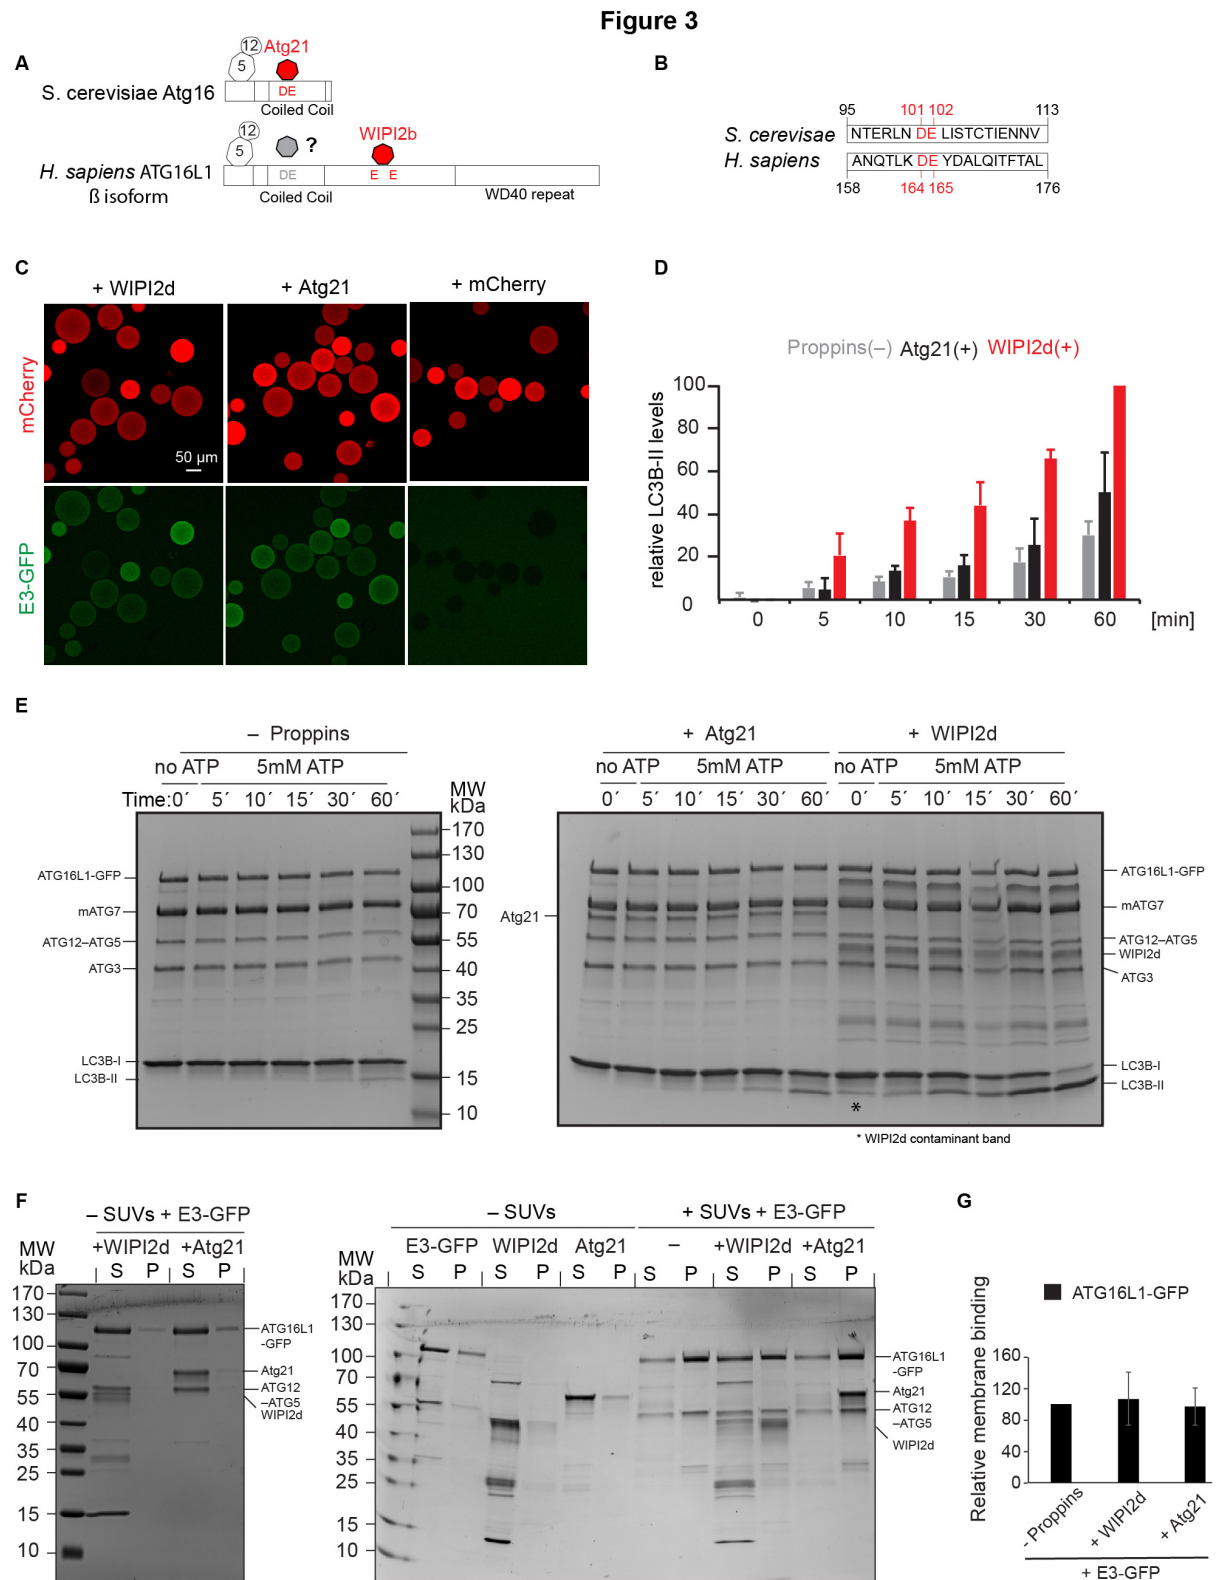 Figure 3
A
12 Atg21
5
S. cerevisiae Atg16
DE
Coiled Coil
12
5
?
WIPI2b
H. sapiens ATG16L1
ß isoform
DE
E E
Coiled Coil
WD40 repeat
B
95 101 102 113
S. cerevisae NTERLN DE LISTCTIENNV
H. sapiens ANQTLK DE YDALQITFTAL
158 164 165 176
C
+ WIPI2d + Atg21 + mCherry
mCherry
50 µm
E3-GFP
D
Proppins(–) Atg21(+) WIPI2d(+)
relative LC3B-II levels
100
80
60
40
20
0
0 5 10 15 30 60 [min]
E
– Proppins
no ATP 5mM ATP
Time:0´ 5´ 10´ 15´ 30´ 60´
MW
kDa
170
130
100
70
55
40
35
25
15
10
ATG16L1-GFP
mATG7
ATG12–ATG5
ATG3
LC3B-I
LC3B-II
+ Atg21 + WIPI2d
no ATP 5mM ATP no ATP 5mM ATP
0´ 5´ 10´ 15´ 30´ 60´ 0´ 5´ 10´ 15´ 30´ 60´
Atg21
ATG16L1-GFP
mATG7
ATG12–ATG5
WIPI2d
ATG3
LC3B-I
LC3B-II
*
* WIPI2d contaminant band
F
– SUVs + E3-GFP
+WIPI2d +Atg21
MW
kDa
S P S P
170
130
100
70
55
40
35
25
15
10
ATG16L1
-GFP
Atg21
ATG12
–ATG5
WIPI2d
– SUVs + SUVs + E3-GFP
E3-GFP WIPI2d Atg21 – +WIPI2d +Atg21
MW
kDa
S P S P S P S P S P S P
170
130
100
70
55
40
35
25
15
10
ATG16L1
-GFP
Atg21
ATG12
–ATG5
WIPI2d
G
ATG16L1-GFP
Relative membrane binding
160
120
80
40
0
- Proppins
+ WIPI2d
+ Atg21
+ E3-GFP